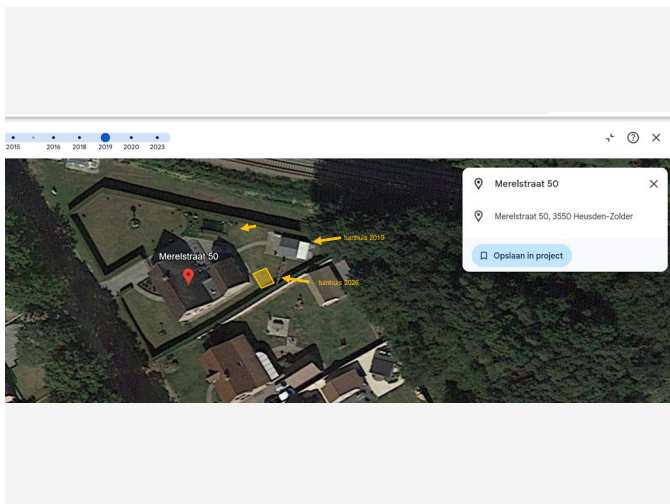 2015
2016
2018
2019
2020
2023
Merelstraat 50
Merelstraat 50, 3550 Heusden-Zolder
Opslaan in project
tuinhuis 2019
Merelstraat 50
tuinhuis 2026